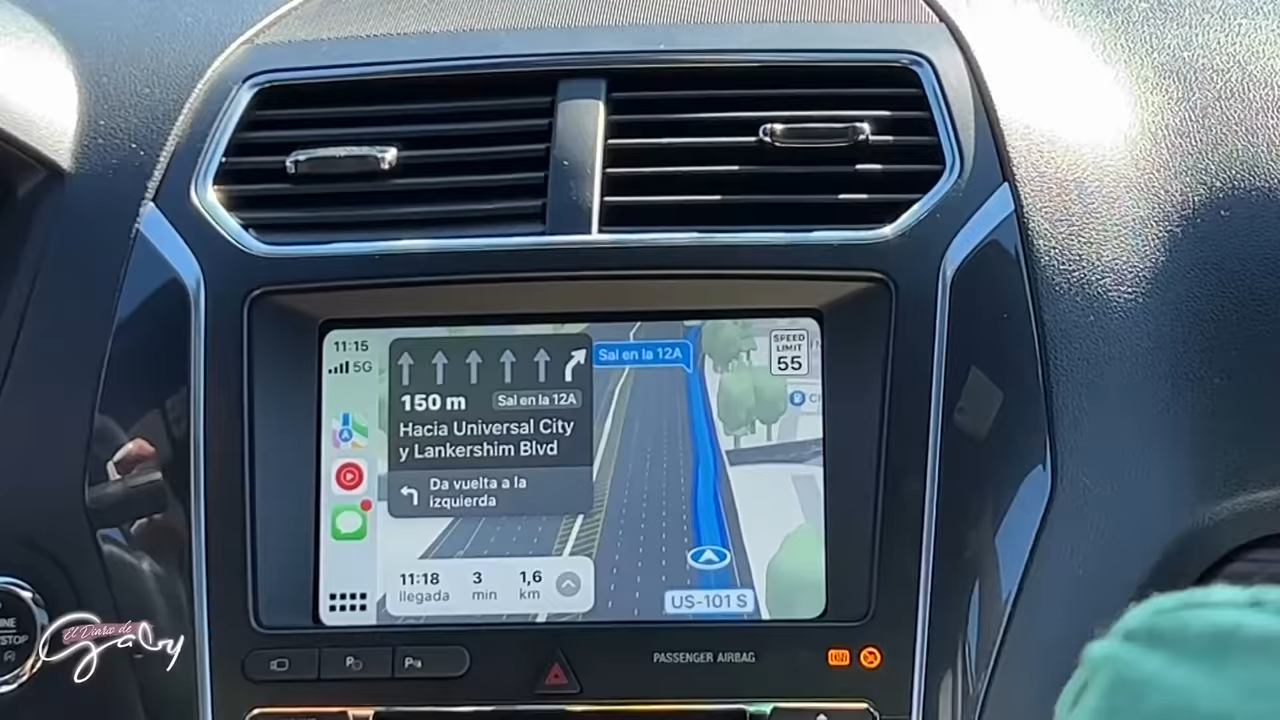 11:15
5G
150 m
Sal en la 12A
Hacia Universal City
y Lankershim Blvd
Da vuelta a la
izquierda
Sal en la 12A
SPEED
LIMIT
55
11:18
llegada
3
min
1,6
km
US-101 S
PASSENGER AIRBAG
El Diario de
Gaby